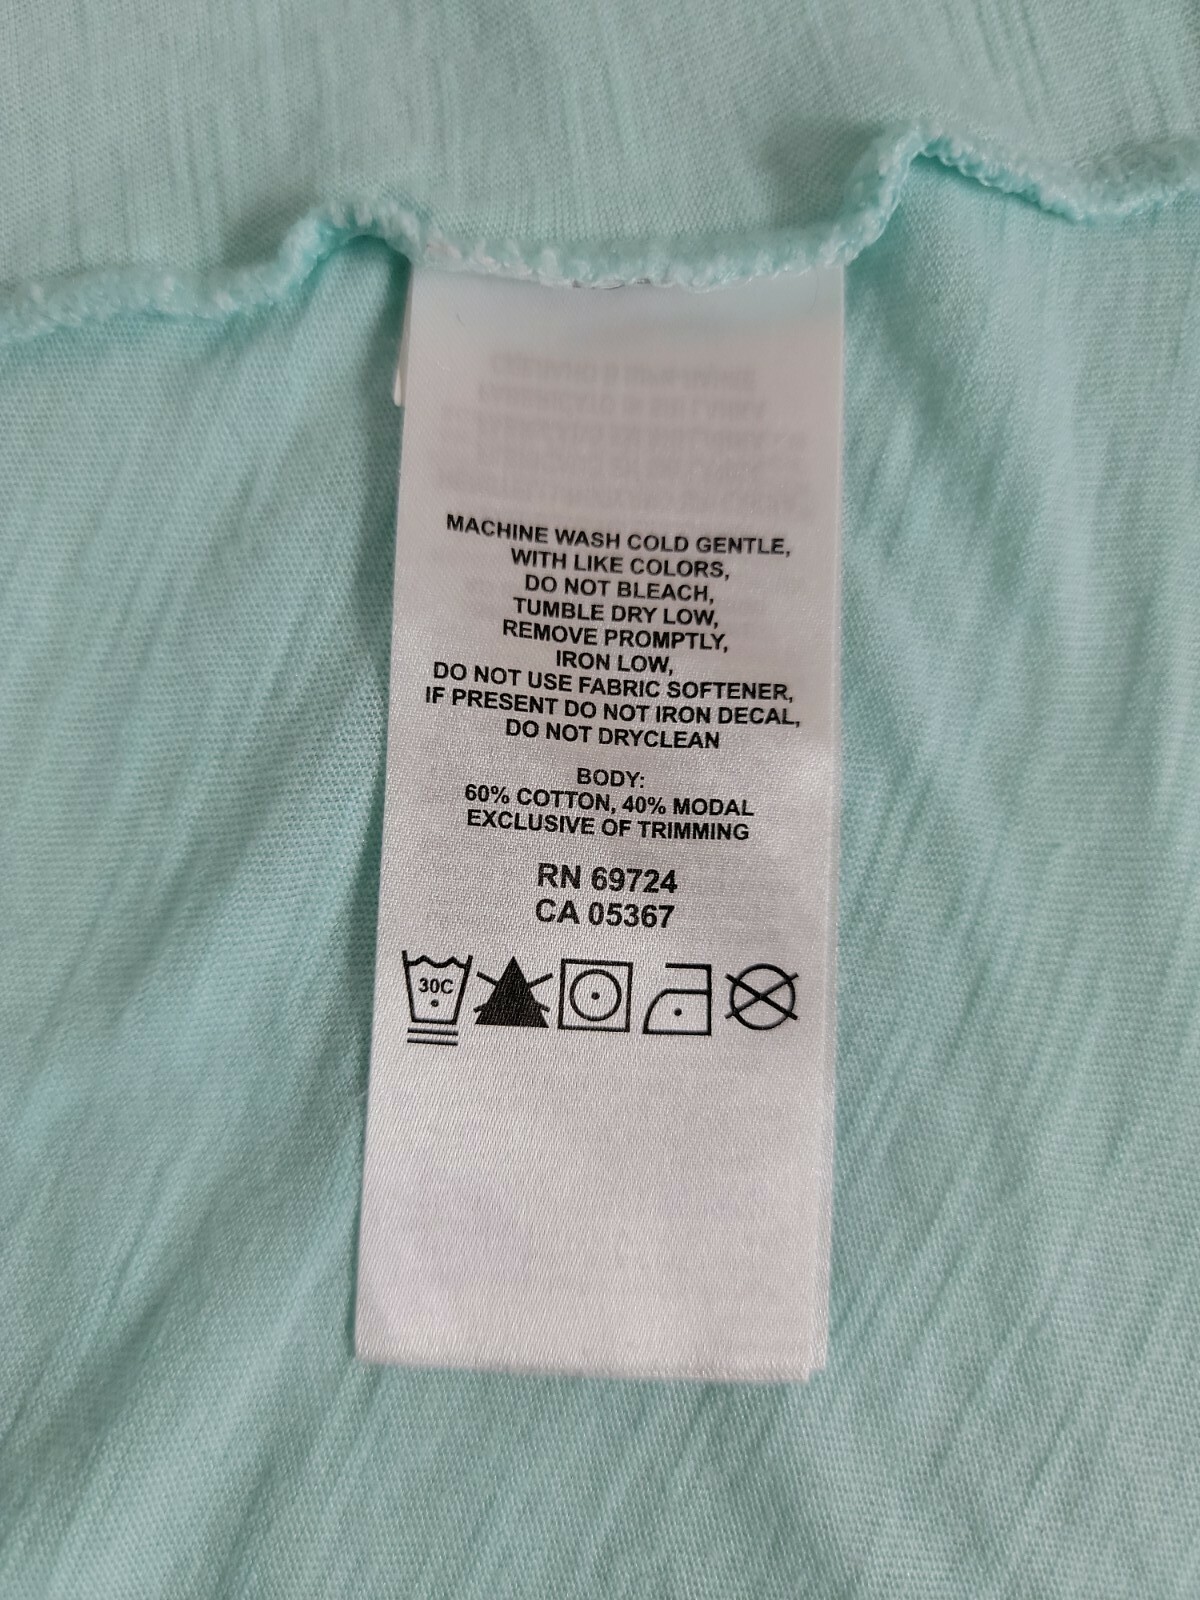 MACHINE WASH COLD GENTLE,
WITH LIKE COLORS,
DO NOT BLEACH,
TUMBLE DRY LOW,
REMOVE PROMPTLY,
IRON LOW,
DO NOT USE FABRIC SOFTENER,
IF PRESENT DO NOT IRON DECAL,
DO NOT DRYCLEAN
BODY:
60% COTTON, 40% MODAL
EXCLUSIVE OF TRIMMING
RN 69724
CA 05367
30C